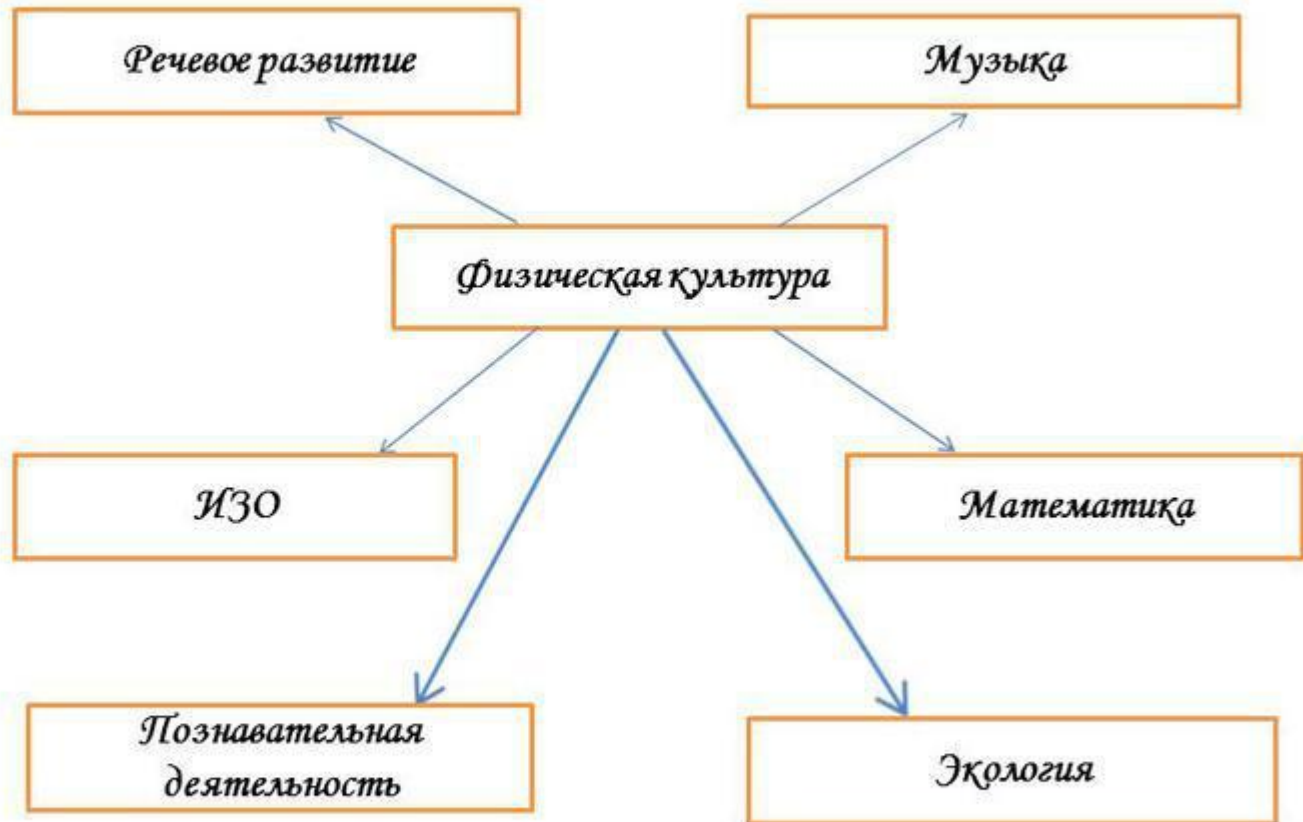 Речевое развитие
Музыка
Физическая культура
ИЗО
Математика
Познавательная
деятельность
Экология